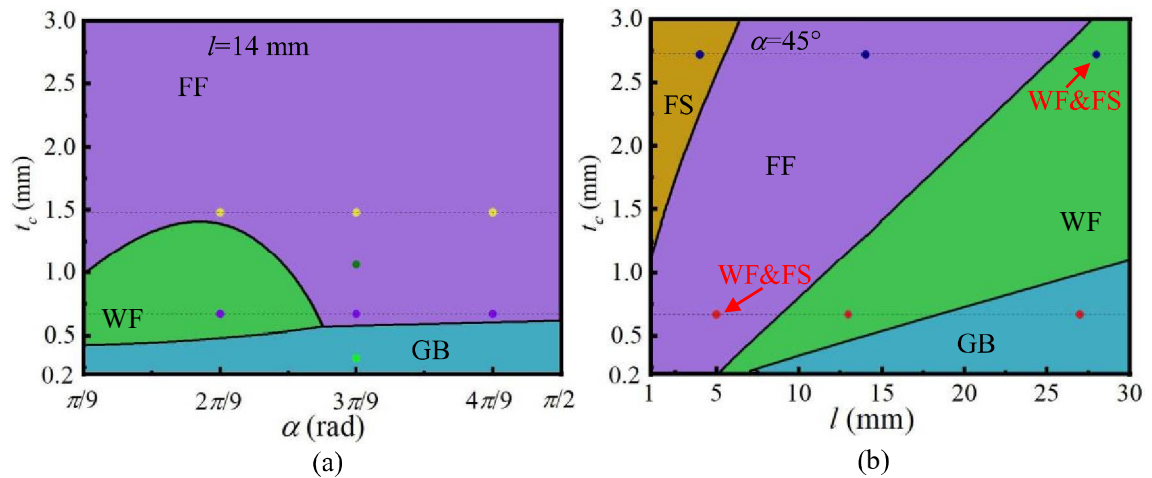 3.0
2.5
2.0
1.5
1.0
0.5
0.2
t_c (mm)
l=14 mm
FF
WF
GB
π/9
2π/9
3π/9
4π/9
π/2
α (rad)
(a)
3.0
2.5
2.0
1.5
1.0
0.5
0.2
t_c (mm)
α=45°
FS
WF&FS
FF
WF
WF&FS
GB
1
5
10
15
20
25
30
l (mm)
(b)